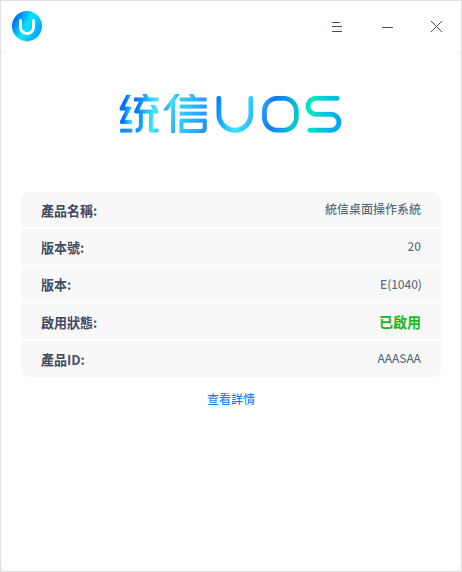 统信UOS
產品名稱:
統信桌面操作系統
版本號:
20
版本:
E(1040)
啟用狀態:
已啟用
產品ID:
AAASAA
查看詳情